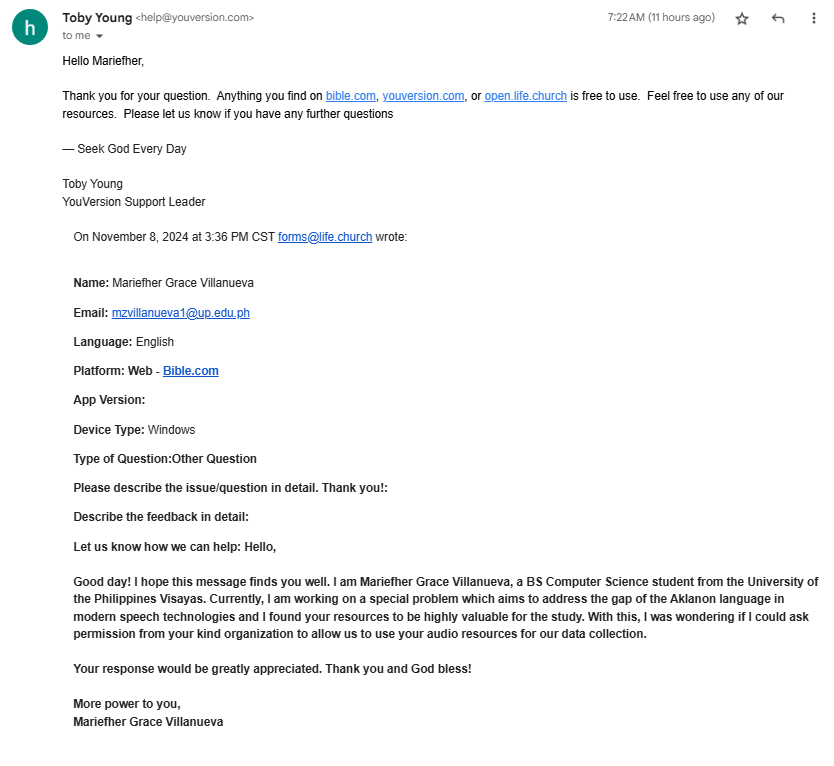 h
Toby Young <help@youversion.com>
7:22 AM (11 hours ago)
to me
Hello Mariefher,
Thank you for your question.  Anything you find on bible.com, youversion.com, or open.life.church is free to use.  Feel free to use any of our
resources.  Please let us know if you have any further questions
— Seek God Every Day
Toby Young
YouVersion Support Leader
On November 8, 2024 at 3:36 PM CST forms@life.church wrote:
Name: Mariefher Grace Villanueva
Email: mzvillanueva1@up.edu.ph
Language: English
Platform: Web - Bible.com
App Version:
Device Type: Windows
Type of Question:Other Question
Please describe the issue/question in detail. Thank you!:
Describe the feedback in detail:
Let us know how we can help: Hello,
Good day! I hope this message finds you well. I am Mariefher Grace Villanueva, a BS Computer Science student from the University of
the Philippines Visayas. Currently, I am working on a special problem which aims to address the gap of the Aklanon language in
modern speech technologies and I found your resources to be highly valuable for the study. With this, I was wondering if I could ask
permission from your kind organization to allow us to use your audio resources for our data collection.
Your response would be greatly appreciated. Thank you and God bless!
More power to you,
Mariefher Grace Villanueva